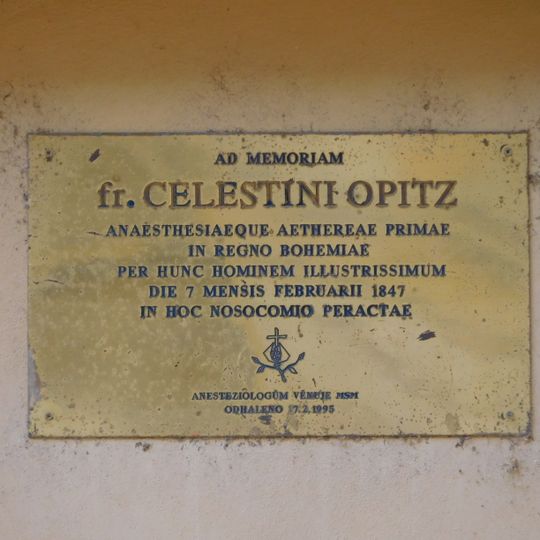 AD MEMORIAM
fr. CELESTINI OPITZ
ANAESTHESIAEQUE AETHEREAE PRIMAE
IN REGNO BOHEMIAE
PER HUNC HOMINEM ILLUSTRISSIMUM
DIE 7 MENSIS FEBRUARII 1847
IN HOC NOSOCOMIO PERACTAE
ANESTEZIOLOGŮM VĚNUJE MSM
ODHALENO 17.2.1995